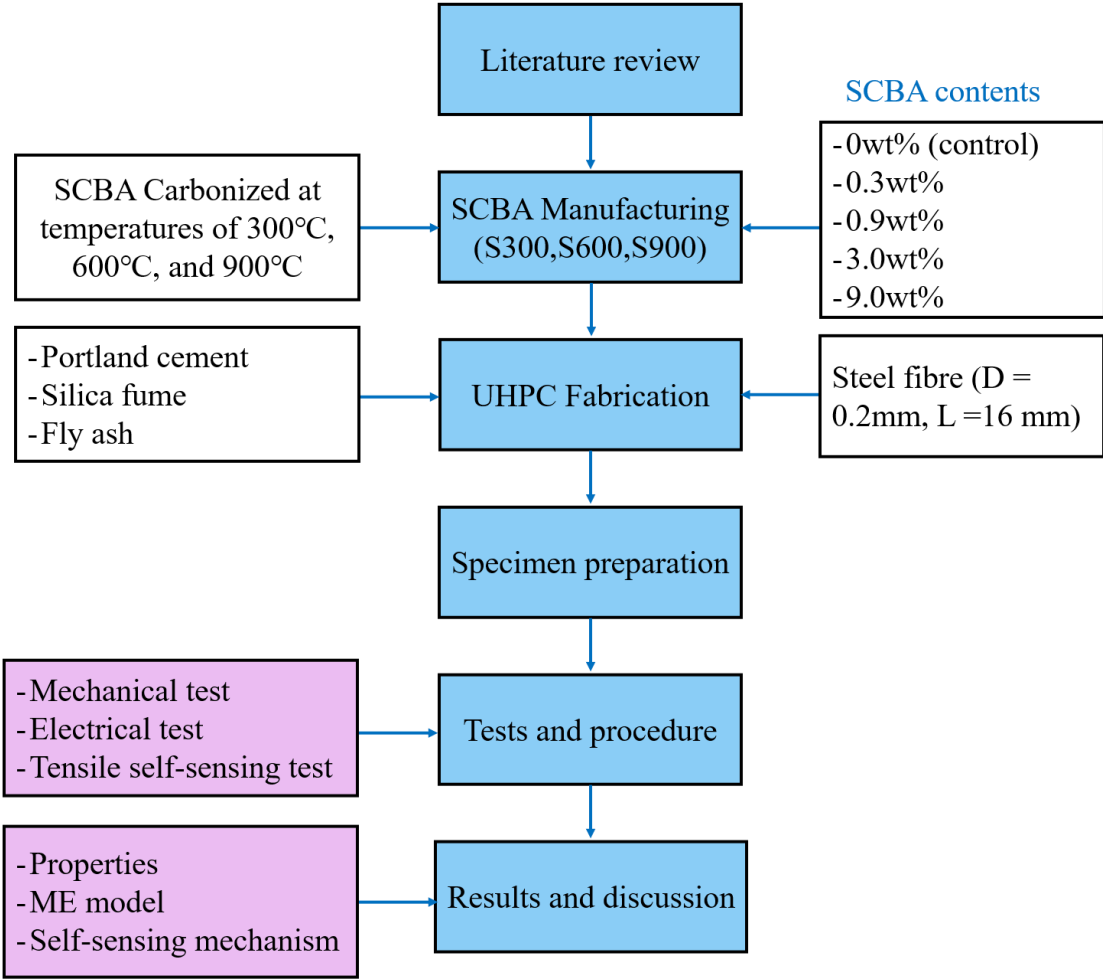 Literature review
SCBA contents
-0wt% (control)
-0.3wt%
-0.9wt%
-3.0wt%
-9.0wt%
SCBA Carbonized at
temperatures of 300℃,
600℃, and 900℃
SCBA Manufacturing
(S300,S600,S900)
-Portland cement
-Silica fume
-Fly ash
UHPC Fabrication
Steel fibre (D =
0.2mm, L =16 mm)
Specimen preparation
-Mechanical test
-Electrical test
-Tensile self-sensing test
Tests and procedure
-Properties
-ME model
-Self-sensing mechanism
Results and discussion